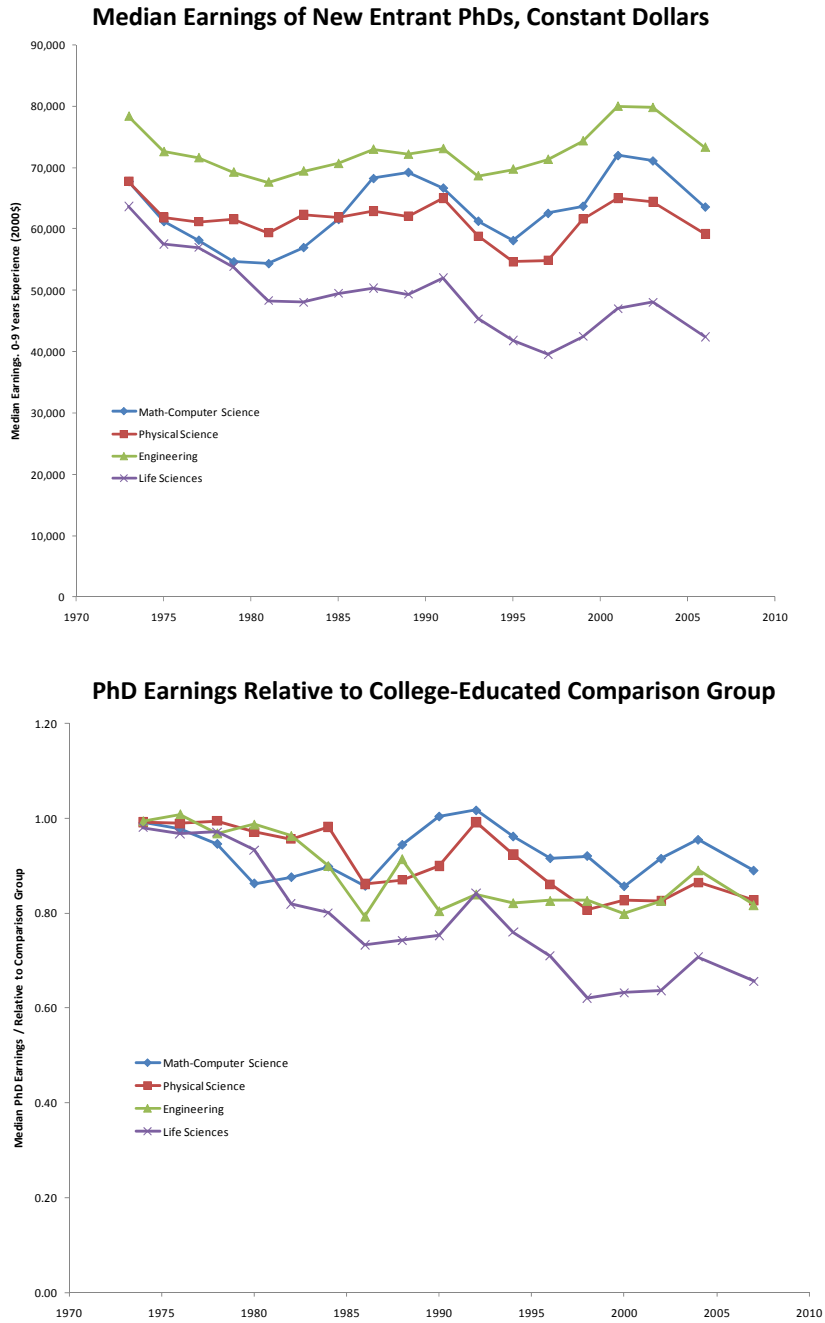 Median Earnings of New Entrant PhDs, Constant Dollars
Median Earnings. 0-9 Years Experience (2000$)
90,000
80,000
70,000
60,000
50,000
40,000
30,000
20,000
10,000
0
Math-Computer Science
Physical Science
Engineering
Life Sciences
1970 1975 1980 1985 1990 1995 2000 2005 2010
PhD Earnings Relative to College-Educated Comparison Group
Median PhD Earnings / Relative to Comparison Group
1.20
1.00
0.80
0.60
0.40
0.20
0.00
Math-Computer Science
Physical Science
Engineering
Life Sciences
1970 1975 1980 1985 1990 1995 2000 2005 2010